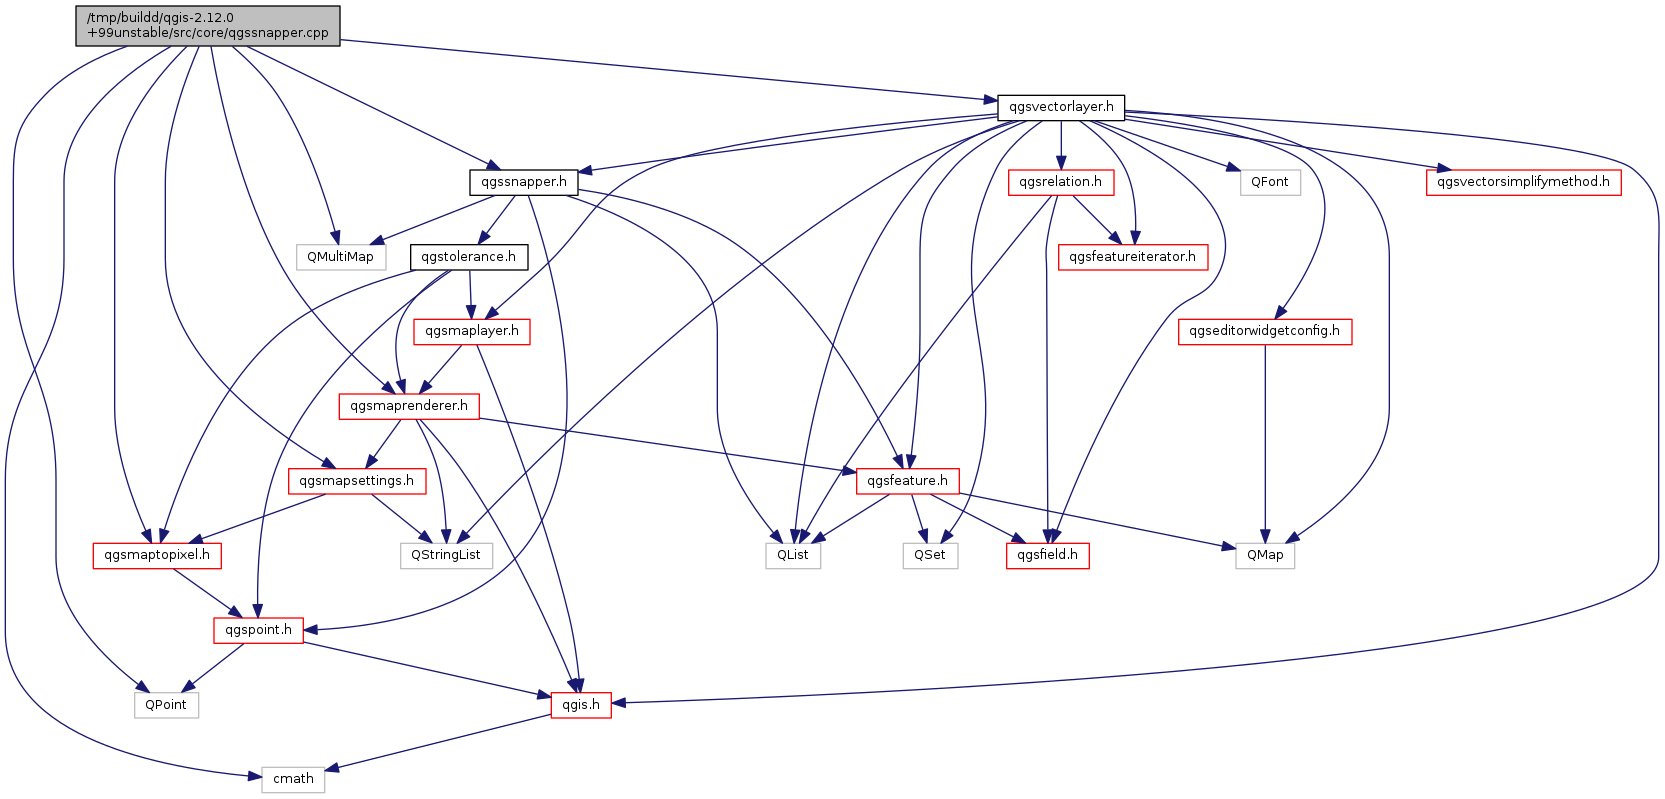 /tmp/buildd/qgis-2.12.0
+99unstable/src/core/qgssnapper.cpp
qgsvectorlayer.h
qgssnapper.h
qgsrelation.h
QFont
qgsvectorsimplifymethod.h
QMultiMap
qgstolerance.h
qgsfeatureiterator.h
qgsmaplayer.h
qgseditorwidgetconfig.h
qgsmaprenderer.h
qgsmapsettings.h
qgsfeature.h
qgsmaptopixel.h
QStringList
QList
QSet
qgsfield.h
QMap
qgspoint.h
QPoint
qgis.h
cmath